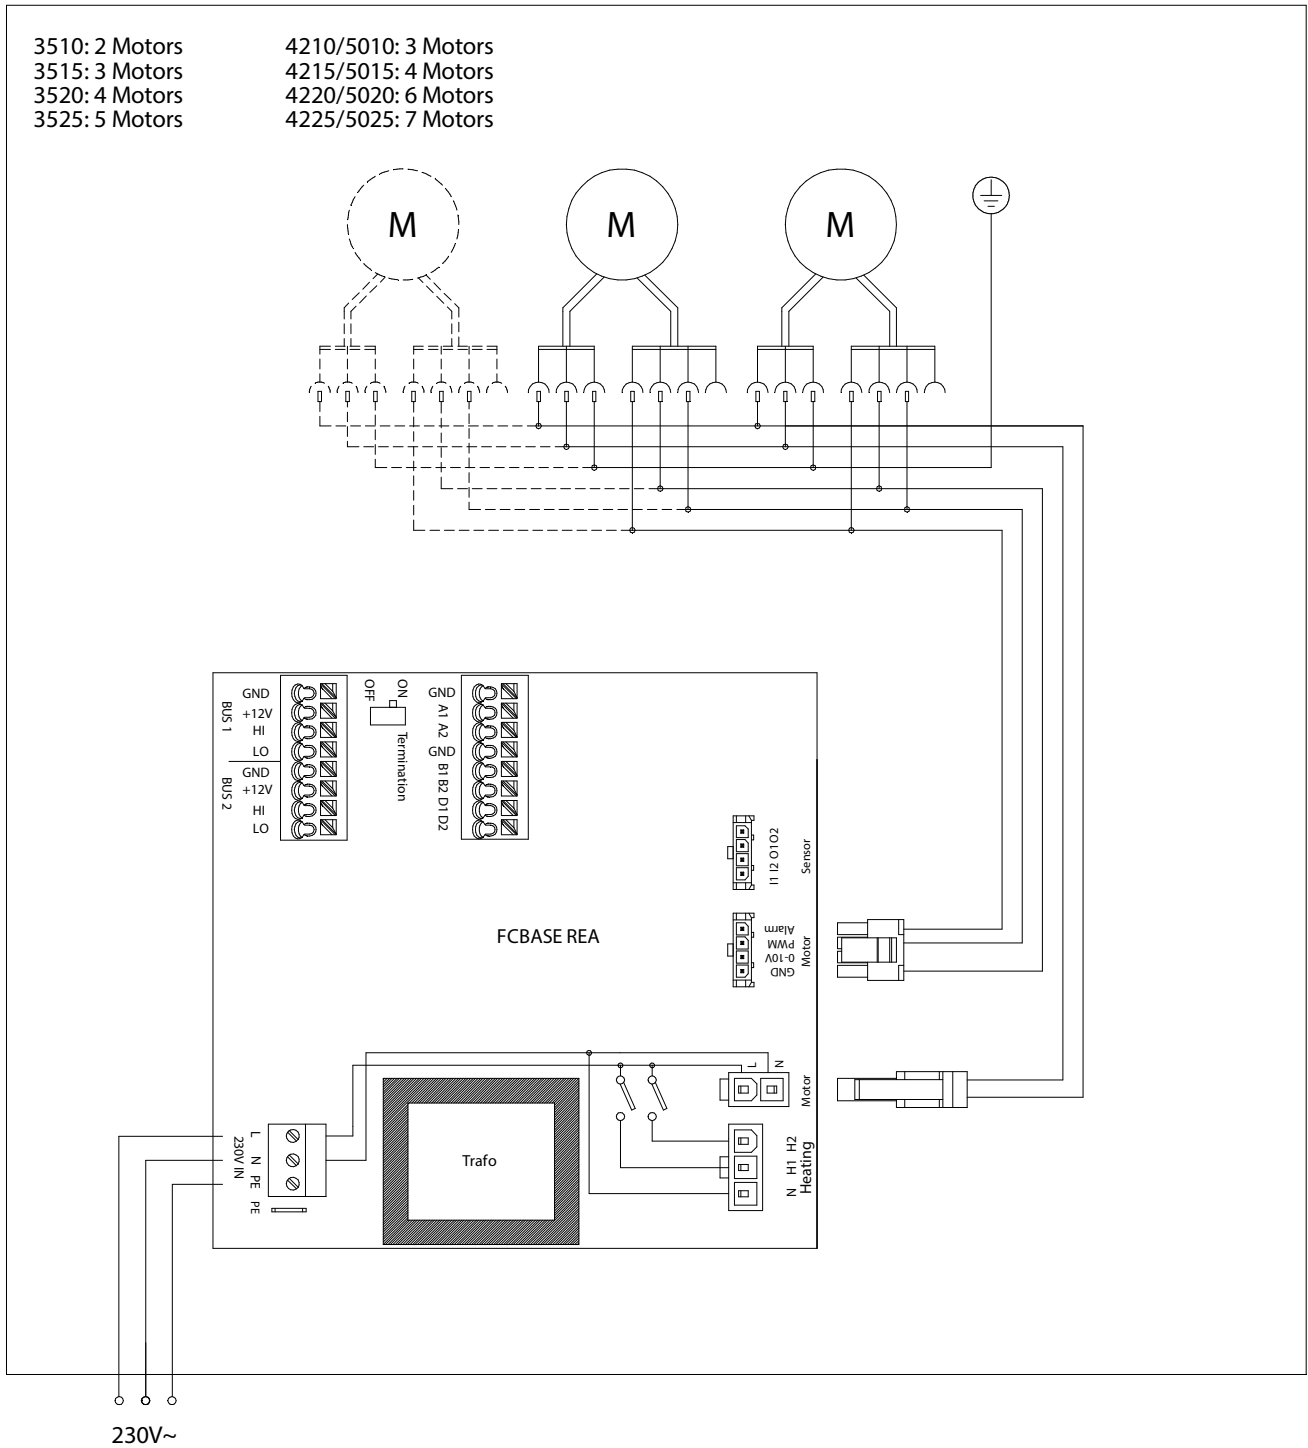 3510: 2 Motors
3515: 3 Motors
3520: 4 Motors
3525: 5 Motors
4210/5010: 3 Motors
4215/5015: 4 Motors
4220/5020: 6 Motors
4225/5025: 7 Motors
M
M
M
BUS 1
GND
+12V
HI
LO
BUS 2
GND
+12V
HI
LO
OFF ON
Termination
GND
A1 A2
GND
B1 B2 D1 D2
I1 I2 O1 O2
Sensor
FCBASE REA
Alarm
PWM
0-10V
GND
Motor
L N
Motor
L N PE
230V IN
PE
Trafo
N H1 H2
Heating
230V~